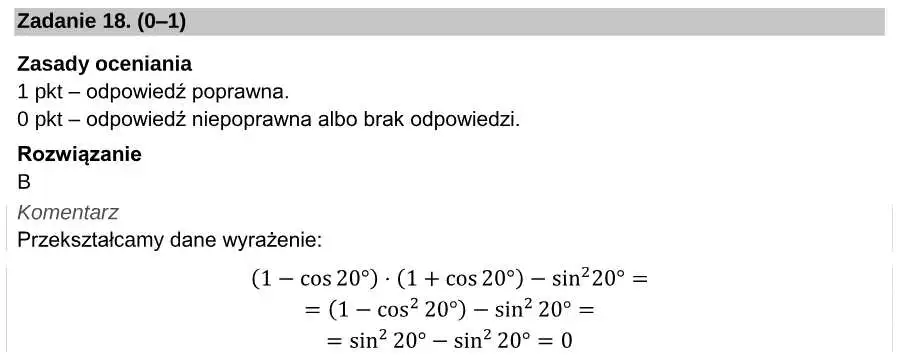 Zadanie 18. (0–1)
Zasady oceniania
1 pkt – odpowiedź poprawna.
0 pkt – odpowiedź niepoprawna albo brak odpowiedzi.
Rozwiązanie
B
Komentarz
Przekształcamy dane wyrażenie:
(1 − cos 20°) · (1 + cos 20°) − sin²20° =
= (1 − cos² 20°) − sin² 20° =
= sin² 20° − sin² 20° = 0